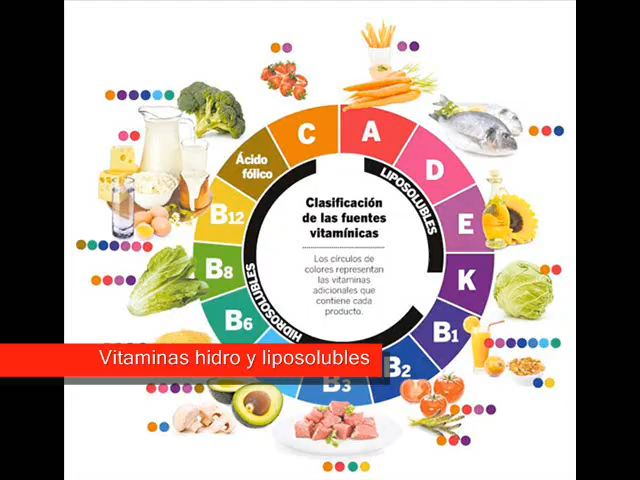 C
A
D
E
K
B1
B2
B3
B6
B8
B12
Ácido
fólico
LIPOSOLUBLES
HIDROSOLUBLES
Clasificación
de las fuentes
vitamínicas
Los círculos de
colores representan
las vitaminas
adicionales que
contiene cada
producto.
Vitaminas hidro y liposolubles